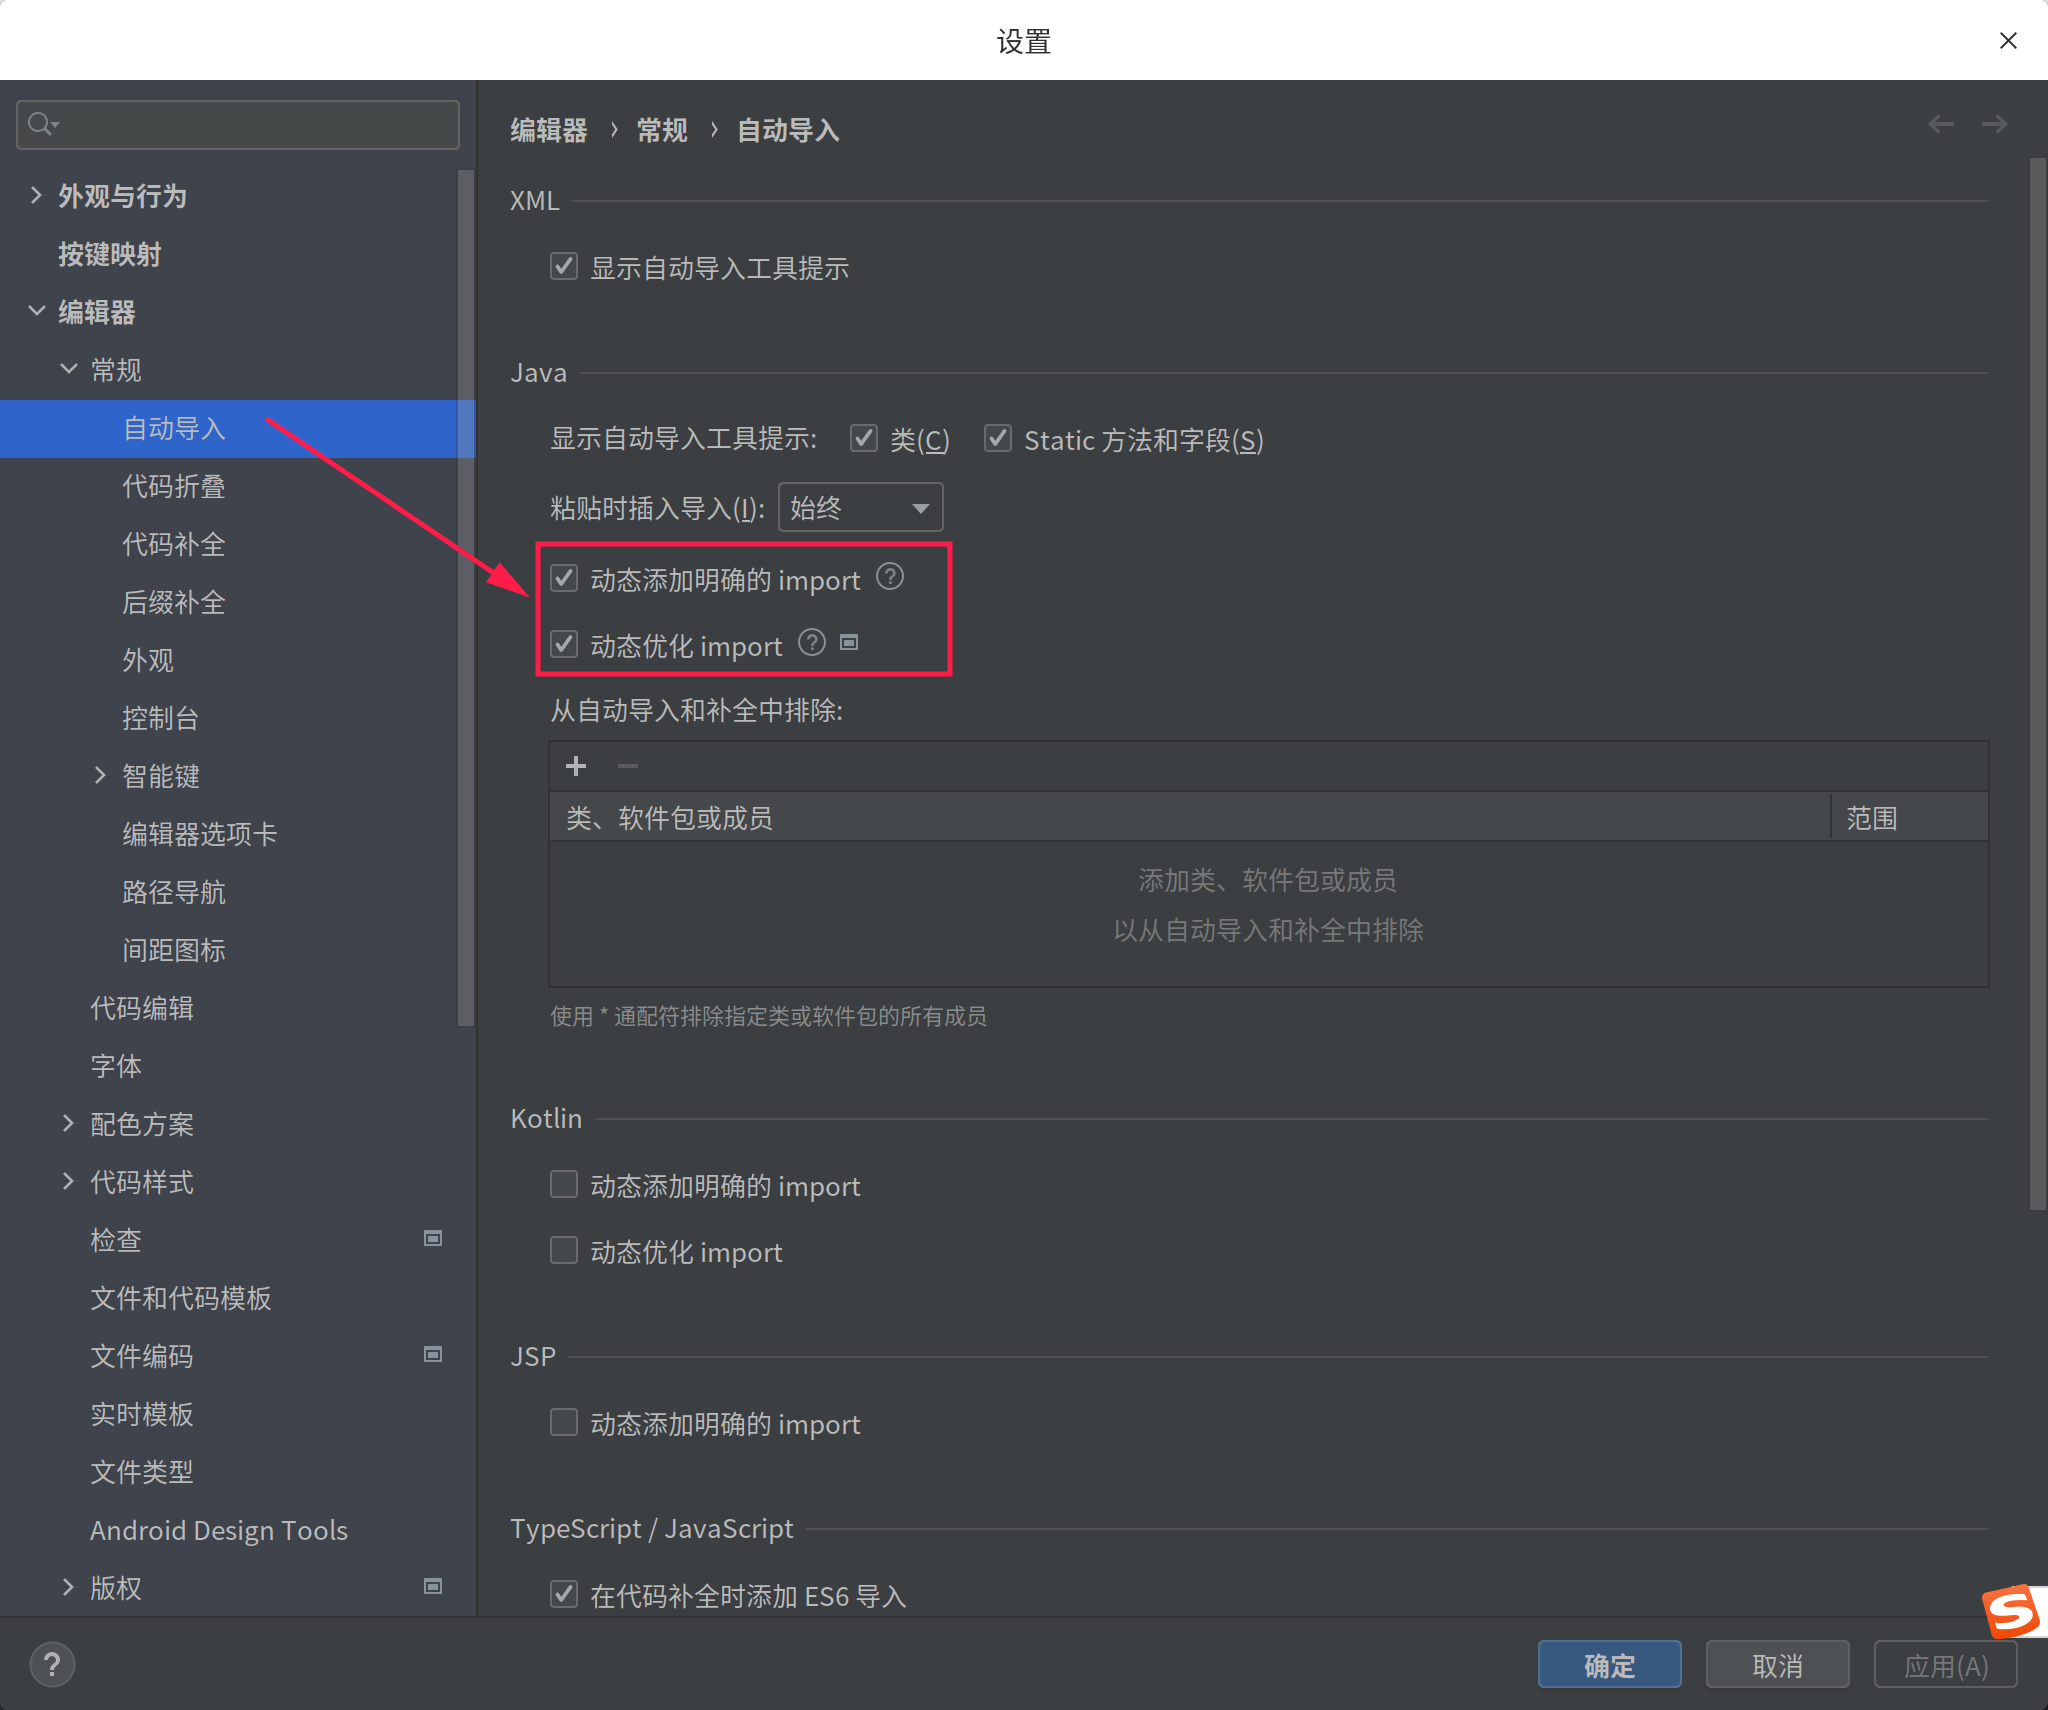 设置
外观与行为
按键映射
编辑器
常规
自动导入
代码折叠
代码补全
后缀补全
外观
控制台
智能键
编辑器选项卡
路径导航
间距图标
代码编辑
字体
配色方案
代码样式
检查
文件和代码模板
文件编码
实时模板
文件类型
Android Design Tools
版权
编辑器 › 常规 › 自动导入
XML
显示自动导入工具提示
Java
显示自动导入工具提示: 类(C) Static 方法和字段(S)
粘贴时插入导入(I): 始终
动态添加明确的 import ?
动态优化 import ?
从自动导入和补全中排除:
类、软件包或成员 范围
添加类、软件包或成员
以从自动导入和补全中排除
使用 * 通配符排除指定类或软件包的所有成员
Kotlin
动态添加明确的 import
动态优化 import
JSP
动态添加明确的 import
TypeScript / JavaScript
在代码补全时添加 ES6 导入
? 确定 取消 应用(A)
S